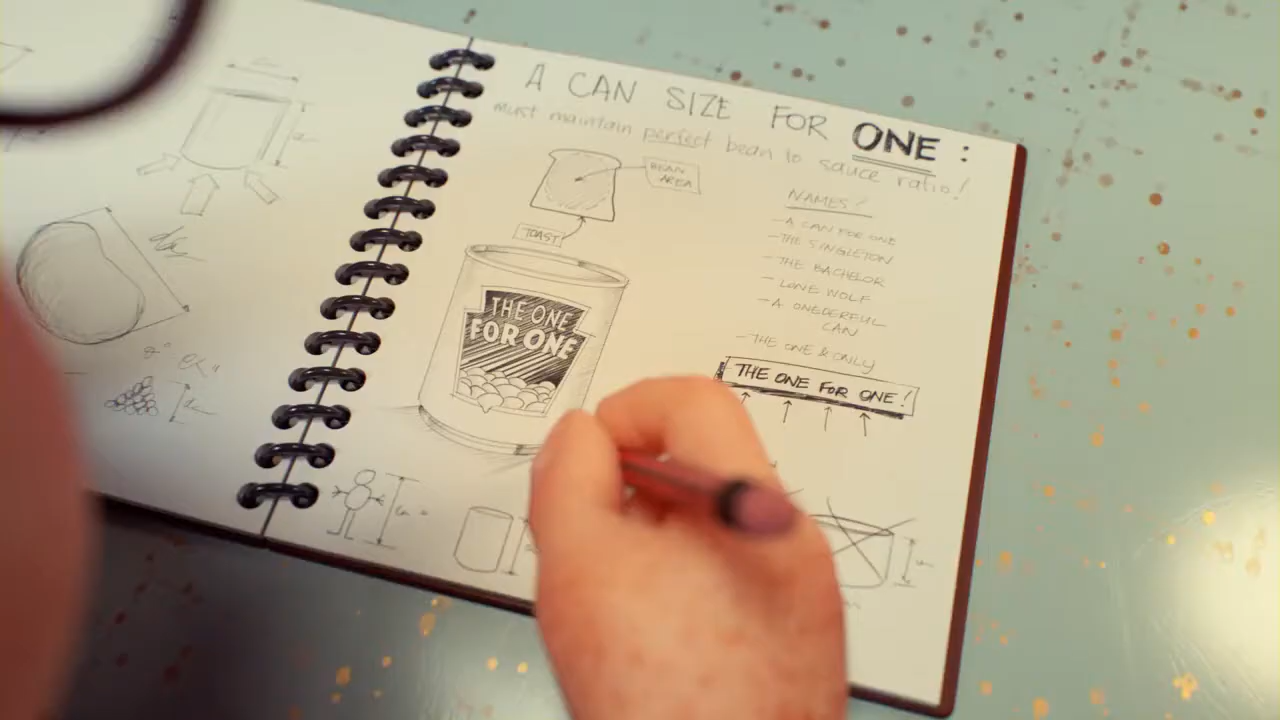 A CAN SIZE FOR ONE :
must maintain perfect bean to sauce ratio!
BEAN
AREA
TOAST
THE ONE
FOR ONE
NAMES!
- A CAN FOR ONE
- THE SINGLETON
- THE BACHELOR
- LONE WOLF
- A ONEDERFUL
CAN
- THE ONE & ONLY
THE ONE FOR ONE!